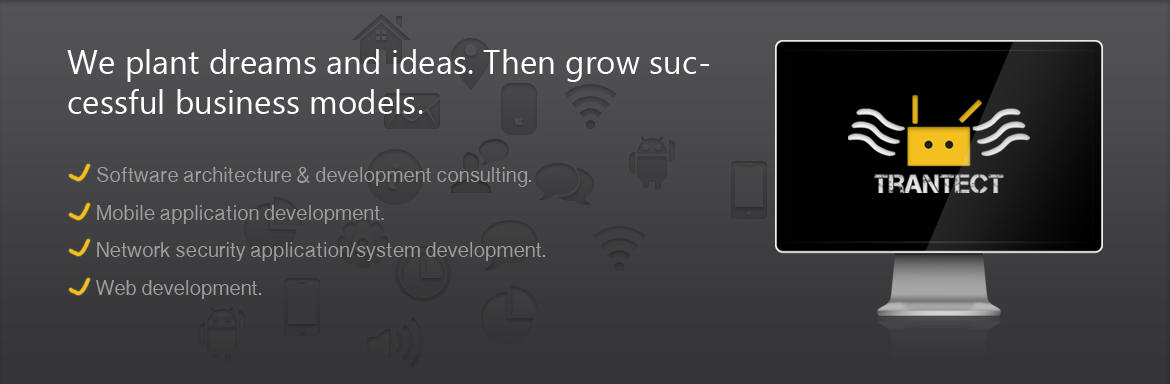 We plant dreams and ideas. Then grow suc-
cessful business models.
Software architecture & development consulting.
Mobile application development.
Network security application/system development.
Web development.
TRANTECT